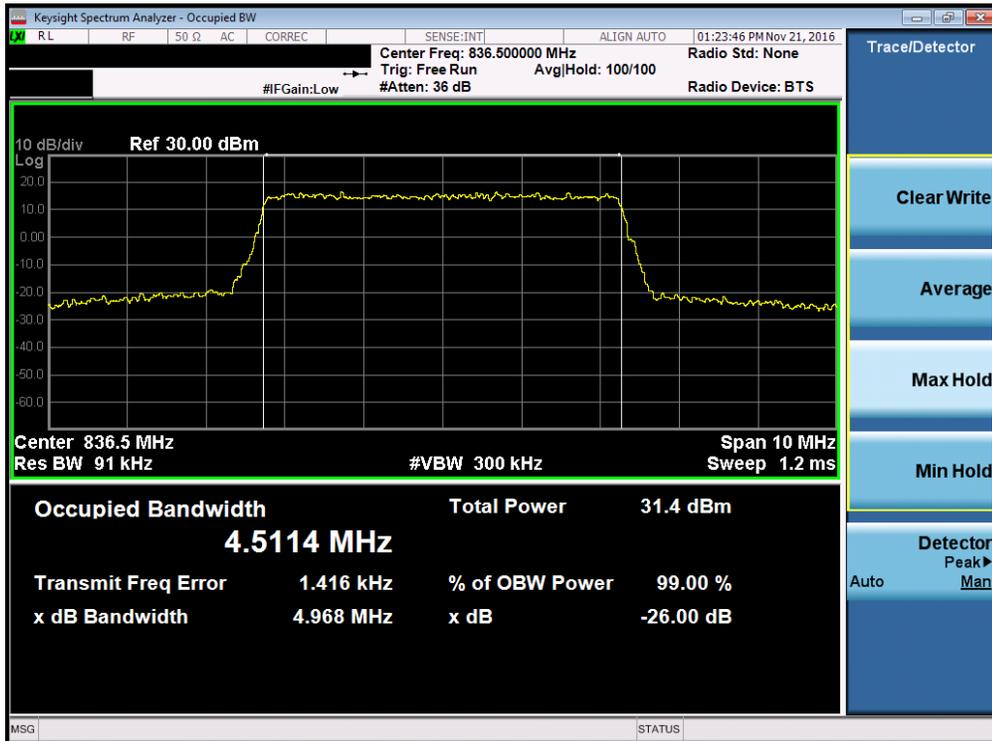 Keysight Spectrum Analyzer - Occupied BW
LXI RL RF 50 Ω AC CORREC SENSE:INT ALIGN AUTO 01:23:46 PM Nov 21, 2016
Center Freq: 836.500000 MHz Radio Std: None
Trig: Free Run Avg|Hold: 100/100
#IFGain:Low #Atten: 36 dB Radio Device: BTS
Trace/Detector
10 dB/div Ref 30.00 dBm
Log
20.0
10.0
0.00
-10.0
-20.0
-30.0
-40.0
-50.0
-60.0
Center 836.5 MHz Span 10 MHz
Res BW 91 kHz #VBW 300 kHz Sweep 1.2 ms
Occupied Bandwidth Total Power 31.4 dBm
4.5114 MHz
Transmit Freq Error 1.416 kHz % of OBW Power 99.00 %
x dB Bandwidth 4.968 MHz x dB -26.00 dB
Clear Write
Average
Max Hold
Min Hold
Detector
Peak▶
Auto Man
MSG STATUS